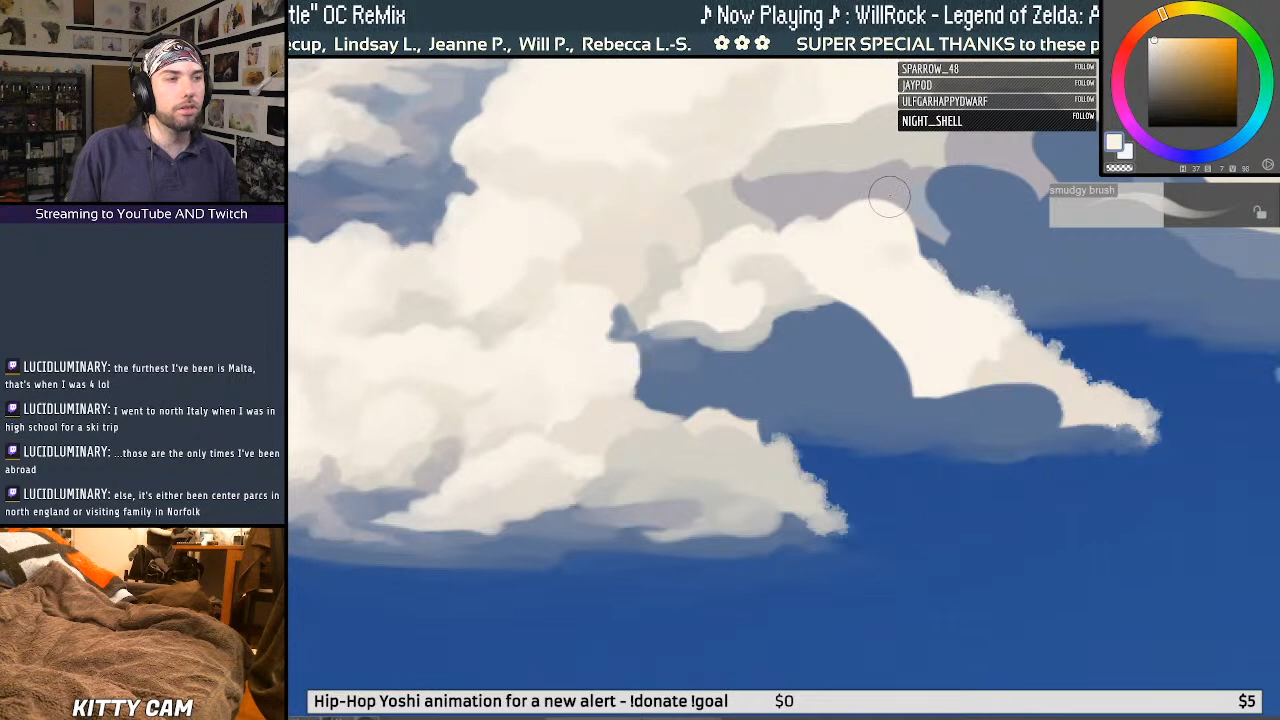 tle" OC ReMix
♪ Now Playing ♪ : WillRock - Legend of Zelda: A
ecup, Lindsay L., Jeanne P., Will P., Rebecca L.-S. ✿ ✿ ✿ SUPER SPECIAL THANKS to these p
SPARROW_48 FOLLOW
JAYPOD FOLLOW
ULFGARHAPPYDWARF FOLLOW
NIGHT_SHELL FOLLOW
H 37 S 7 V 98
smudgy brush
Streaming to YouTube AND Twitch
LUCIDLUMINARY: the furthest I've been is Malta,
that's when I was 4 lol
LUCIDLUMINARY: I went to north Italy when I was in
high school for a ski trip
LUCIDLUMINARY: ...those are the only times I've been
abroad
LUCIDLUMINARY: else, it's either been center parcs in
north england or visiting family in Norfolk
KITTY CAM
Hip-Hop Yoshi animation for a new alert - !donate !goal $0 $5